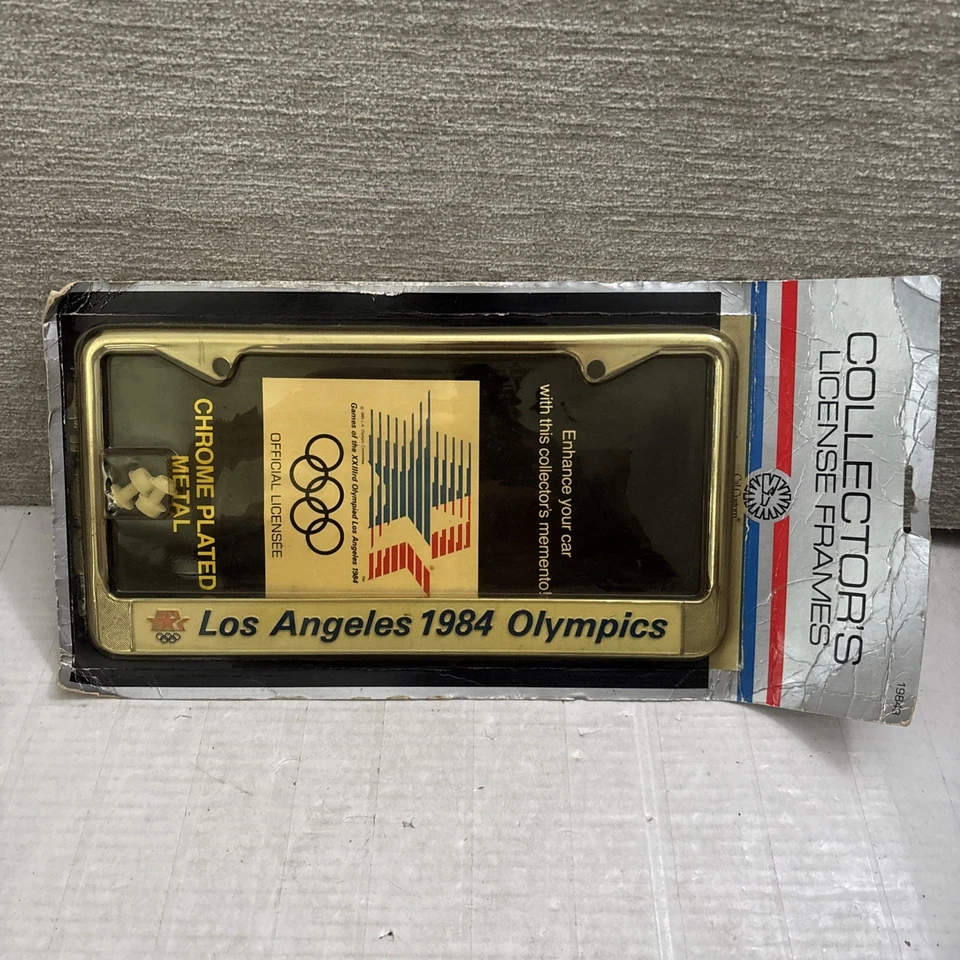 COLLECTOR'S
LICENSE FRAMES
Enhance your car
with this collector's memento!
Games of the XXIIIrd Olympiad Los Angeles 1984
OFFICIAL LICENSEE
CHROME PLATED
METAL
Los Angeles 1984 Olympics